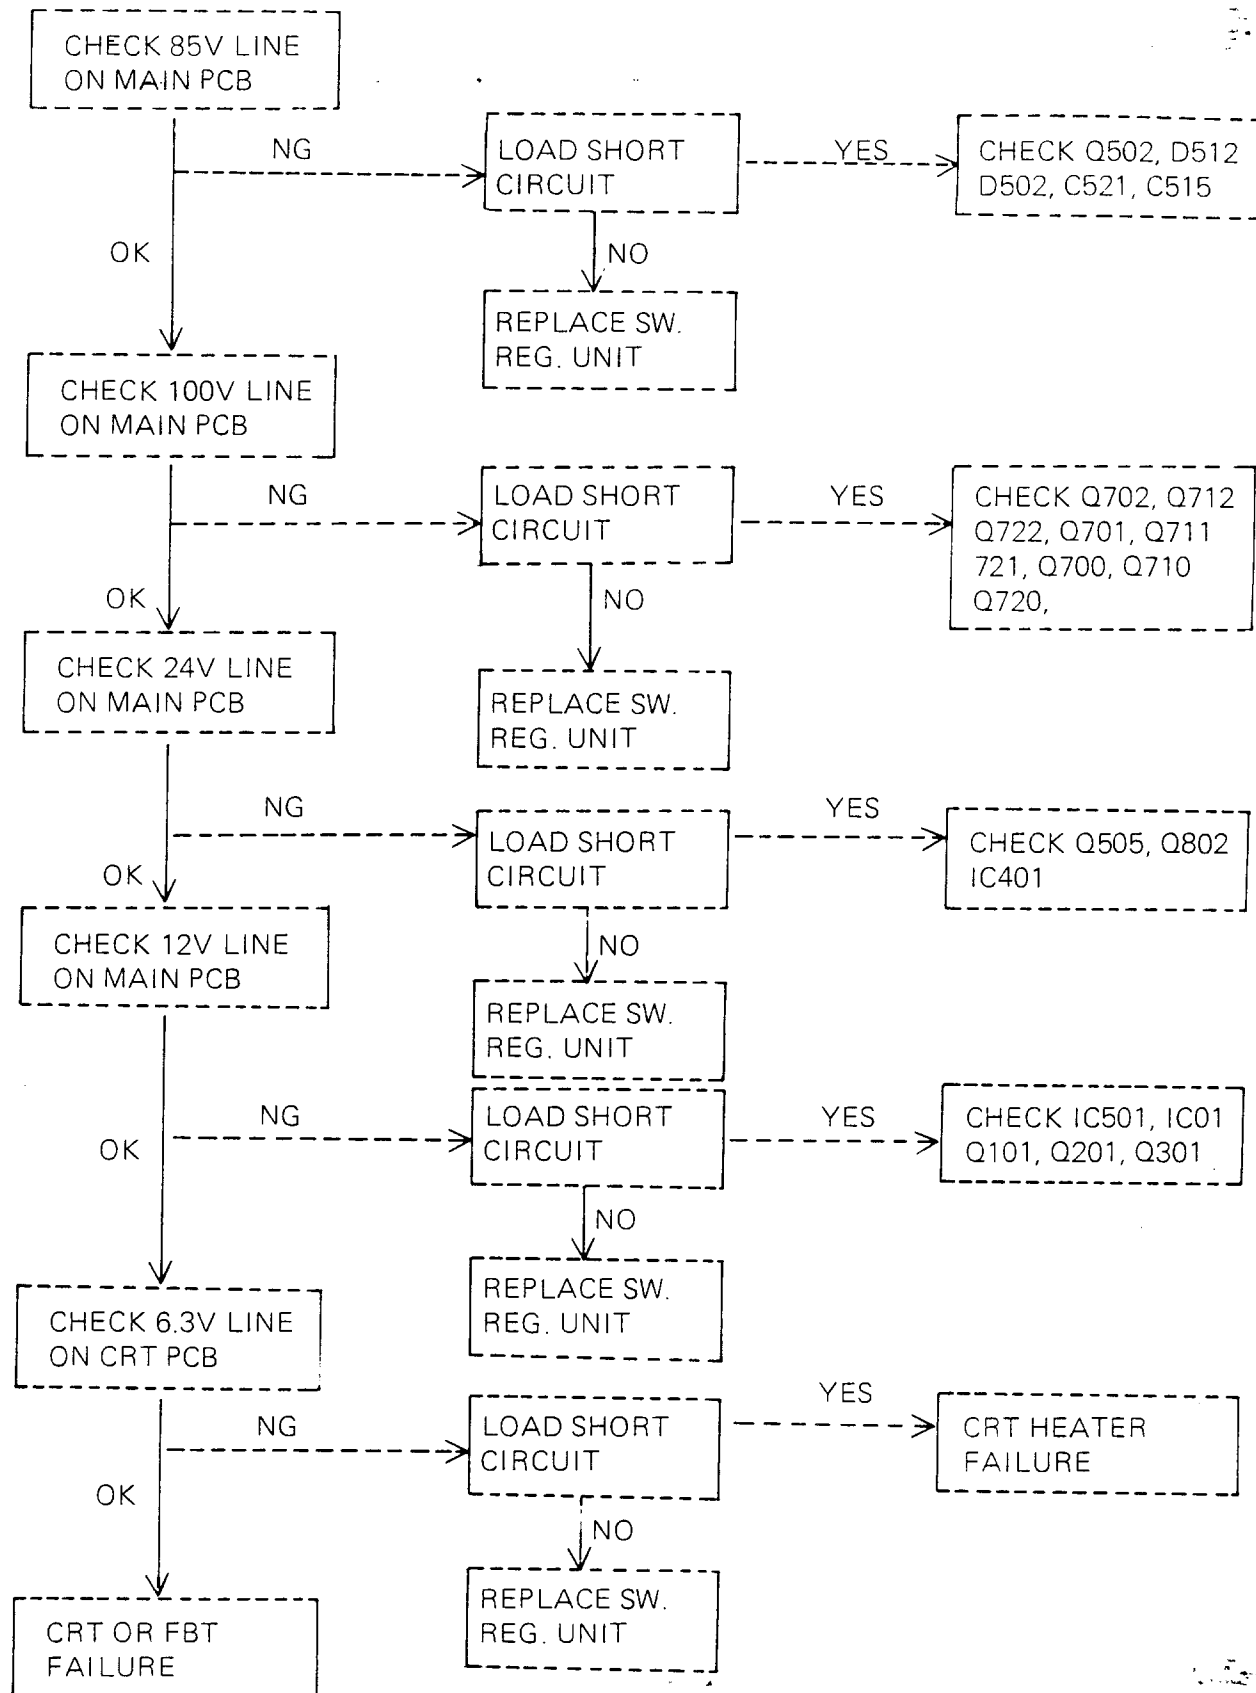 CHECK 85V LINE
ON MAIN PCB
NG
LOAD SHORT
CIRCUIT
YES
CHECK Q502, D512
D502, C521, C515
OK
NO
REPLACE SW.
REG. UNIT
CHECK 100V LINE
ON MAIN PCB
NG
LOAD SHORT
CIRCUIT
YES
CHECK Q702, Q712
Q722, Q701, Q711
721, Q700, Q710
Q720,
OK
NO
CHECK 24V LINE
ON MAIN PCB
REPLACE SW.
REG. UNIT
NG
LOAD SHORT
CIRCUIT
YES
CHECK Q505, Q802
IC401
OK
NO
CHECK 12V LINE
ON MAIN PCB
REPLACE SW.
REG. UNIT
NG
LOAD SHORT
CIRCUIT
YES
CHECK IC501, IC01
Q101, Q201, Q301
OK
NO
REPLACE SW.
REG. UNIT
CHECK 6.3V LINE
ON CRT PCB
NG
LOAD SHORT
CIRCUIT
YES
CRT HEATER
FAILURE
OK
NO
REPLACE SW.
REG. UNIT
CRT OR FBT
FAILURE